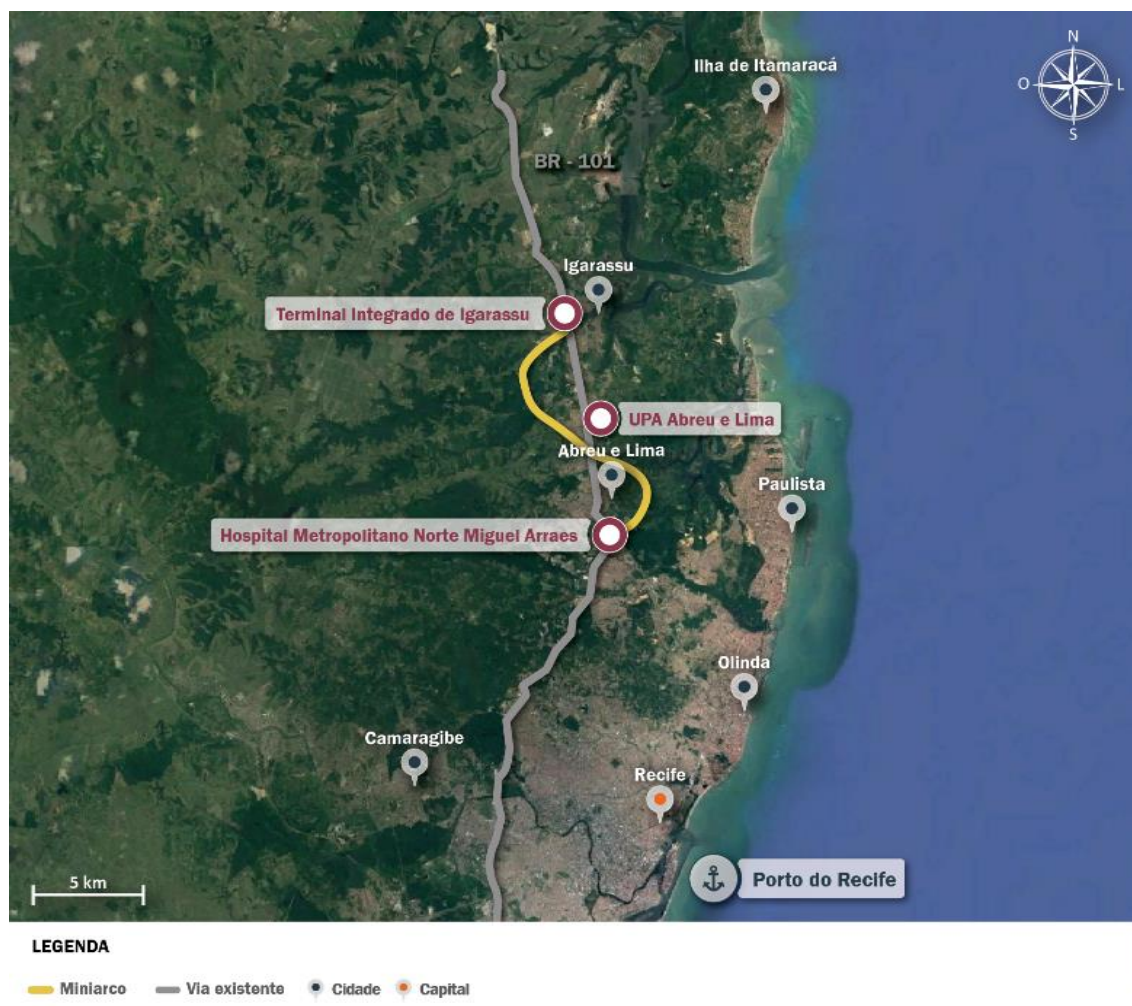 N
Ilha de Itamaracá
O
L
S
BR - 101
Igarassu
Terminal Integrado de Igarassu
UPA Abreu e Lima
Abreu e Lima
Paulista
Hospital Metropolitano Norte Miguel Arraes
Olinda
Camaragibe
Recife
5 km
Porto do Recife
LEGENDA
Miniarco
Via existente
Cidade
Capital